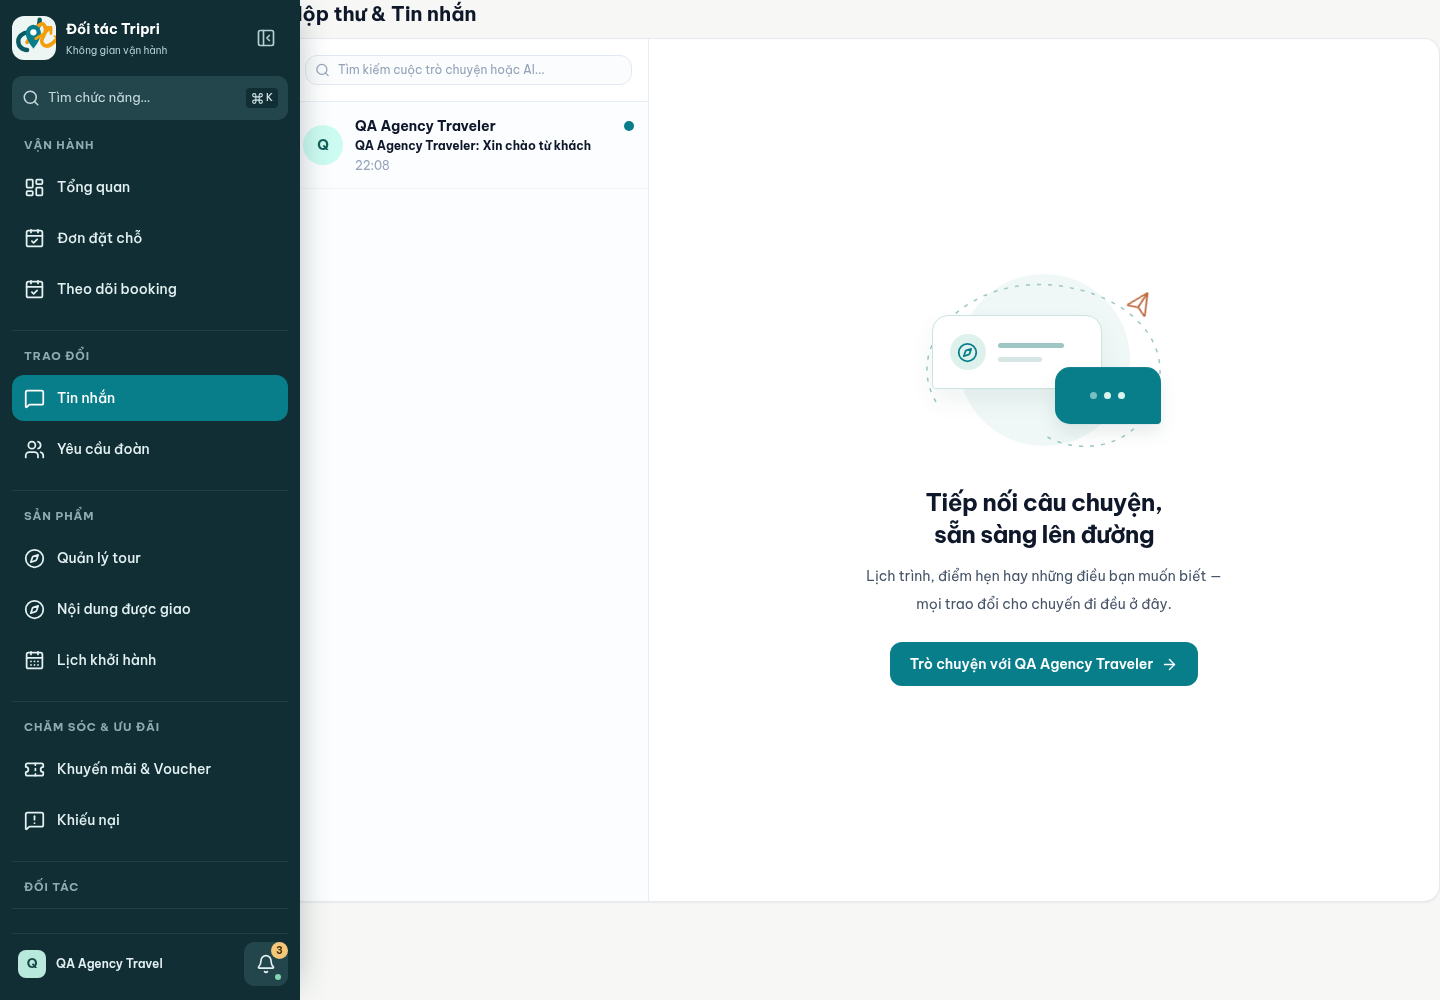 Đối tác Tripri
Không gian vận hành
Tìm chức năng...
⌘K
VẬN HÀNH
Tổng quan
Đơn đặt chỗ
Theo dõi booking
TRAO ĐỔI
Tin nhắn
Yêu cầu đoàn
SẢN PHẨM
Quản lý tour
Nội dung được giao
Lịch khởi hành
CHĂM SÓC & ƯU ĐÃI
Khuyến mãi & Voucher
Khiếu nại
ĐỐI TÁC
Q
QA Agency Travel
3
thư & Tin nhắn
Tìm kiếm cuộc trò chuyện hoặc AI...
Q
QA Agency Traveler
QA Agency Traveler: Xin chào từ khách
22:08
Tiếp nối câu chuyện,
sẵn sàng lên đường
Lịch trình, điểm hẹn hay những điều bạn muốn biết —
mọi trao đổi cho chuyến đi đều ở đây.
Trò chuyện với QA Agency Traveler